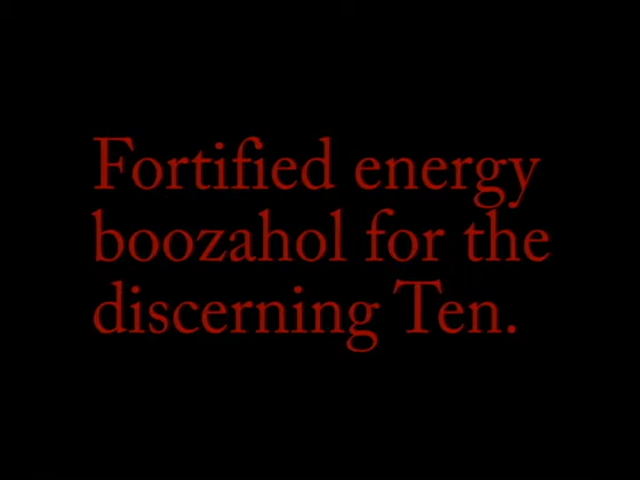 Fortified energy
boozahol for the
discerning Ten.